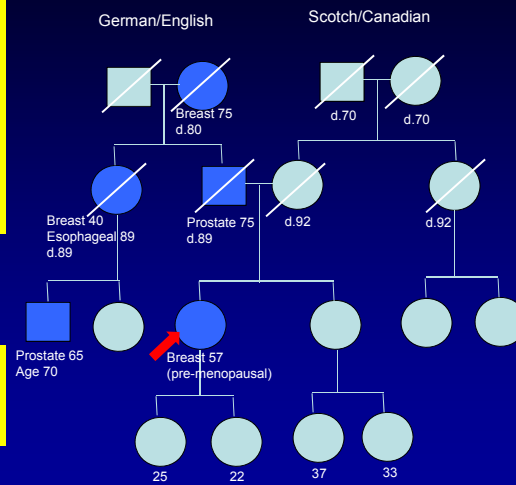 German/English
Scotch/Canadian
Breast 75
d.80
d.70
d.70
Breast 40
Esophageal 89
d.89
Prostate 75
d.89
d.92
d.92
Prostate 65
Age 70
Breast 57
(pre-menopausal)
25
22
37
33